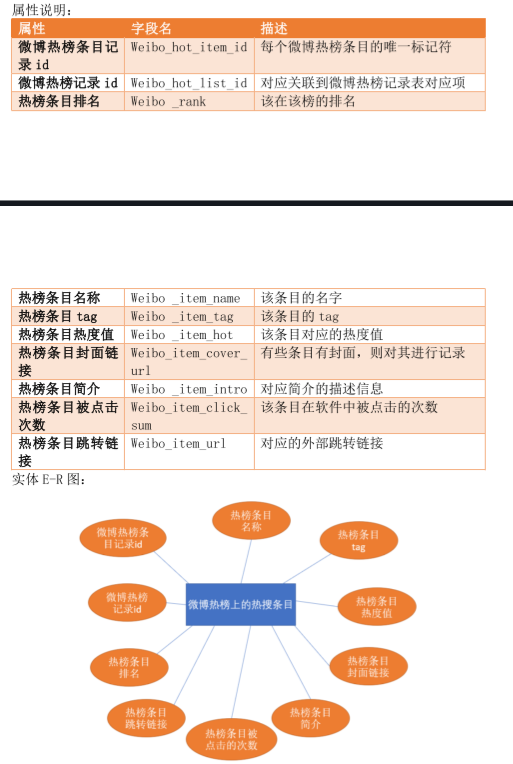 属性说明：
属性 字段名 描述
微博热榜条目记 Weibo_hot_item_id 每个微博热榜条目的唯一标记符
录 id
微博热榜记录 id Weibo_hot_list_id 对应关联到微博热榜记录表对应项
热榜条目排名 Weibo _rank 该在该榜的排名
热榜条目名称 Weibo _item_name 该条目的名字
热榜条目 tag Weibo _item_tag 该条目的 tag
热榜条目热度值 Weibo _item_hot 该条目对应的热度值
热榜条目封面链 Weibo_item_cover_ 有些条目有封面，则对其进行记录
接 url
热榜条目简介 Weibo _item_intro 对应简介的描述信息
热榜条目被点击 Weibo_item_click_ 该条目在软件中被点击的次数
次数 sum
热榜条目跳转链 Weibo_item_url 对应的外部跳转链接
接
实体 E-R 图：
热榜条目
名称
微博热榜条
目记录id
热榜条目
tag
微博热榜
记录id
微博热榜上的热搜条目
热榜条目
热度值
热榜条目
排名
热榜条目
封面链接
热榜条目
跳转链接
热榜条目
简介
热榜条目被
点击的次数